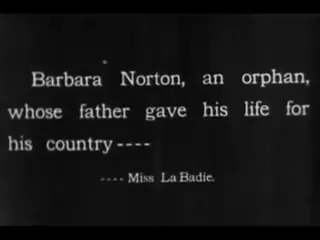 Barbara Norton, an orphan,
whose father gave his life for
his country----
---- Miss La Badie.